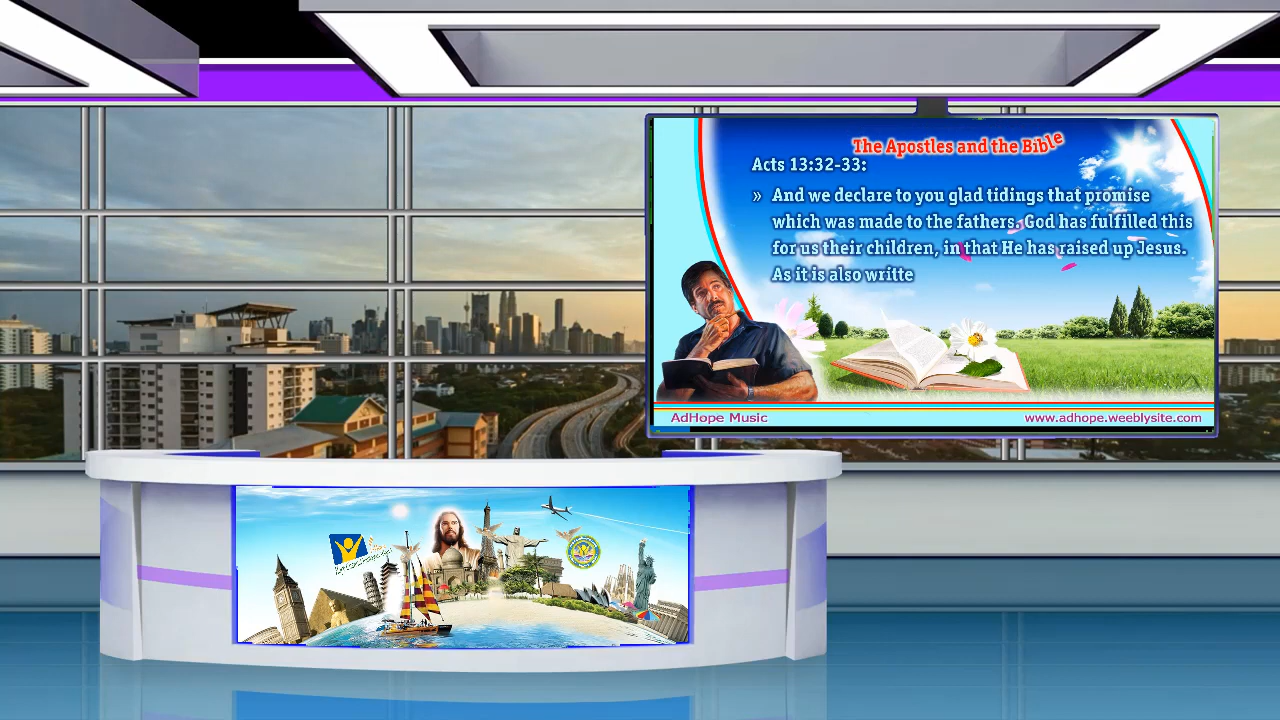 The Apostles and the Bible
Acts 13:32-33:
» And we declare to you glad tidings that promise
which was made to the fathers. God has fulfilled this
for us their children, in that He has raised up Jesus.
As it is also writte
AdHope Music
www.adhope.weeblysite.com